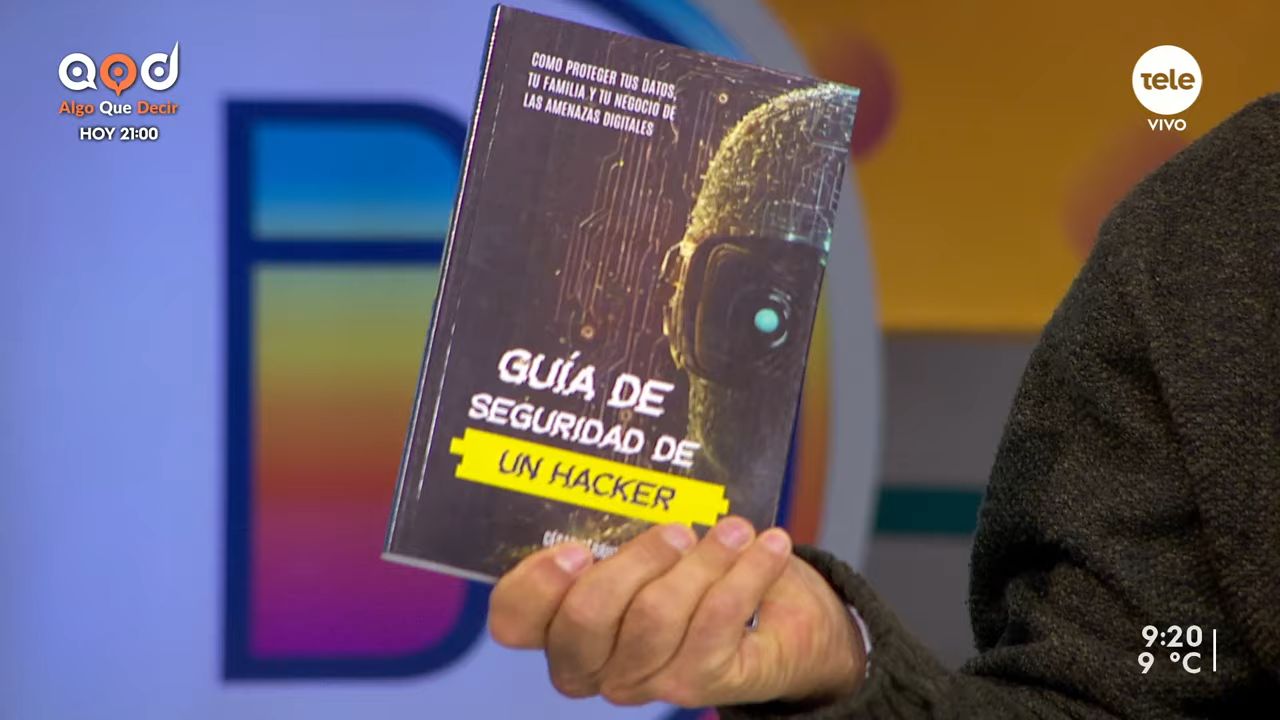 aqd
Algo Que Decir
HOY 21:00
tele
VIVO
COMO PROTEGER TUS DATOS,
TU FAMILIA Y TU NEGOCIO DE
LAS AMENAZAS DIGITALES
GUÍA DE
SEGURIDAD DE
UN HACKER
9:20
9 °C